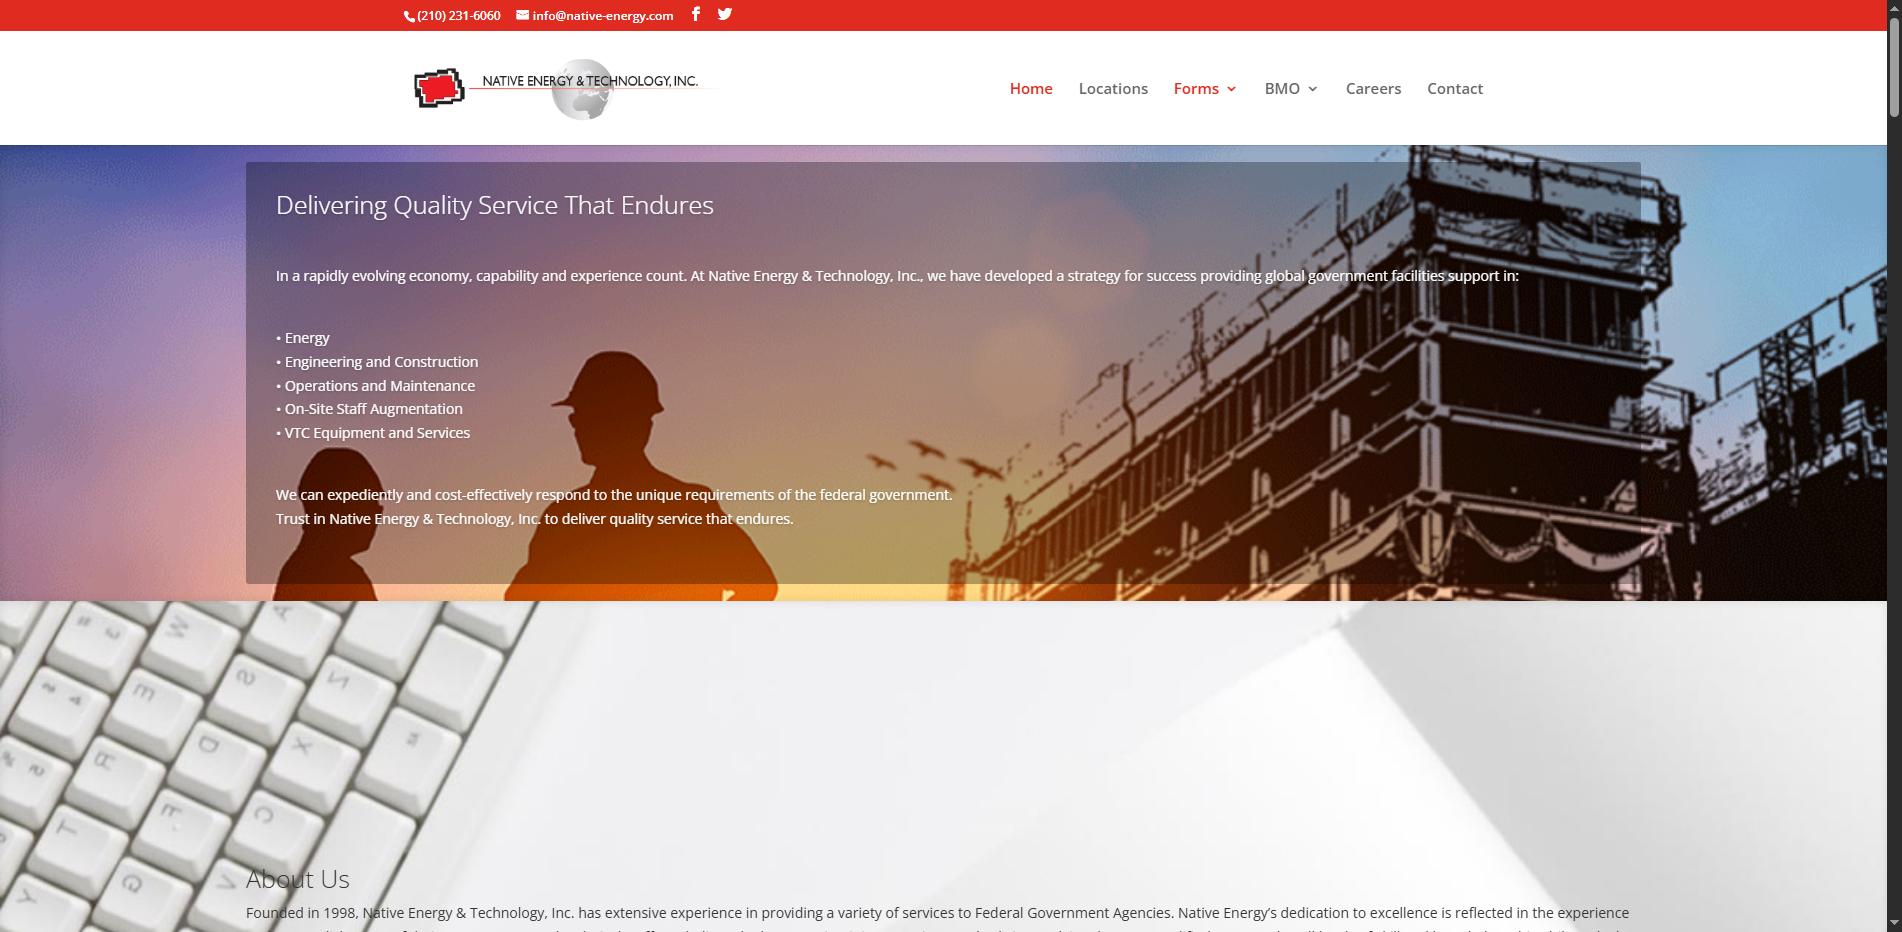 (210) 231-6060 info@native-energy.com
NATIVE ENERGY & TECHNOLOGY, INC.
Home Locations Forms BMO Careers Contact
Delivering Quality Service That Endures
In a rapidly evolving economy, capability and experience count. At Native Energy & Technology, Inc., we have developed a strategy for success providing global government facilities support in:
• Energy
• Engineering and Construction
• Operations and Maintenance
• On-Site Staff Augmentation
• VTC Equipment and Services
We can expediently and cost-effectively respond to the unique requirements of the federal government.
Trust in Native Energy & Technology, Inc. to deliver quality service that endures.
About Us
Founded in 1998, Native Energy & Technology, Inc. has extensive experience in providing a variety of services to Federal Government Agencies. Native Energy’s dedication to excellence is reflected in the experience